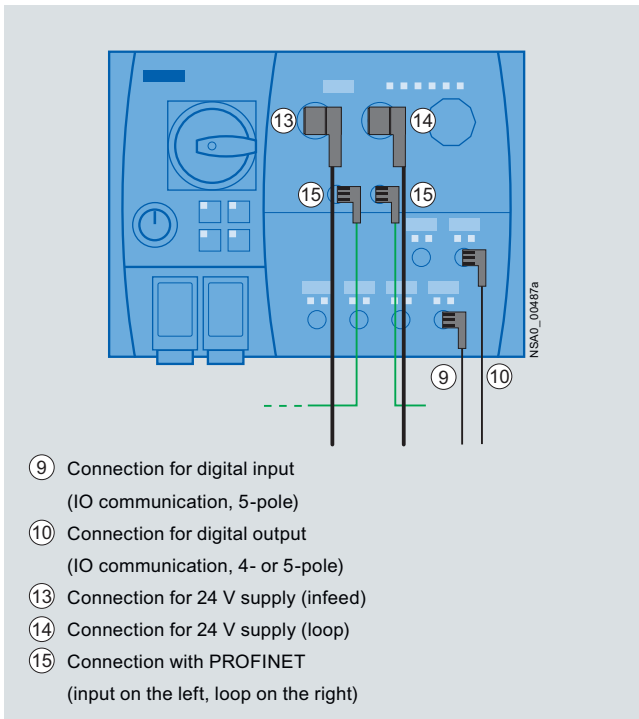 13
14
15
15
NSA0_00487a
9
10
9 Connection for digital input
(IO communication, 5-pole)
10 Connection for digital output
(IO communication, 4- or 5-pole)
13 Connection for 24 V supply (infeed)
14 Connection for 24 V supply (loop)
15 Connection with PROFINET
(input on the left, loop on the right)